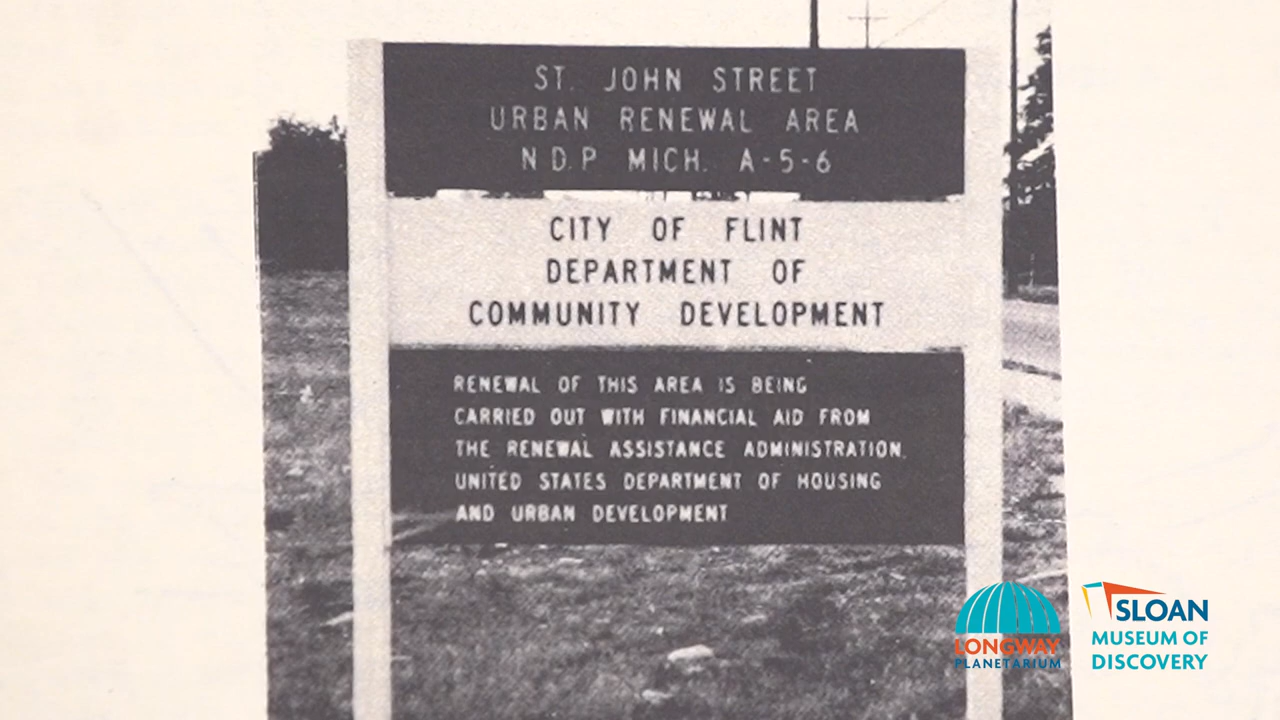 ST. JOHN STREET
URBAN RENEWAL AREA
N.D.P MICH. A-5-6
CITY OF FLINT
DEPARTMENT OF
COMMUNITY DEVELOPMENT
RENEWAL OF THIS AREA IS BEING
CARRIED OUT WITH FINANCIAL AID FROM
THE RENEWAL ASSISTANCE ADMINISTRATION.
UNITED STATES DEPARTMENT OF HOUSING
AND URBAN DEVELOPMENT
LONGWAY
PLANETARIUM
SLOAN
MUSEUM OF
DISCOVERY